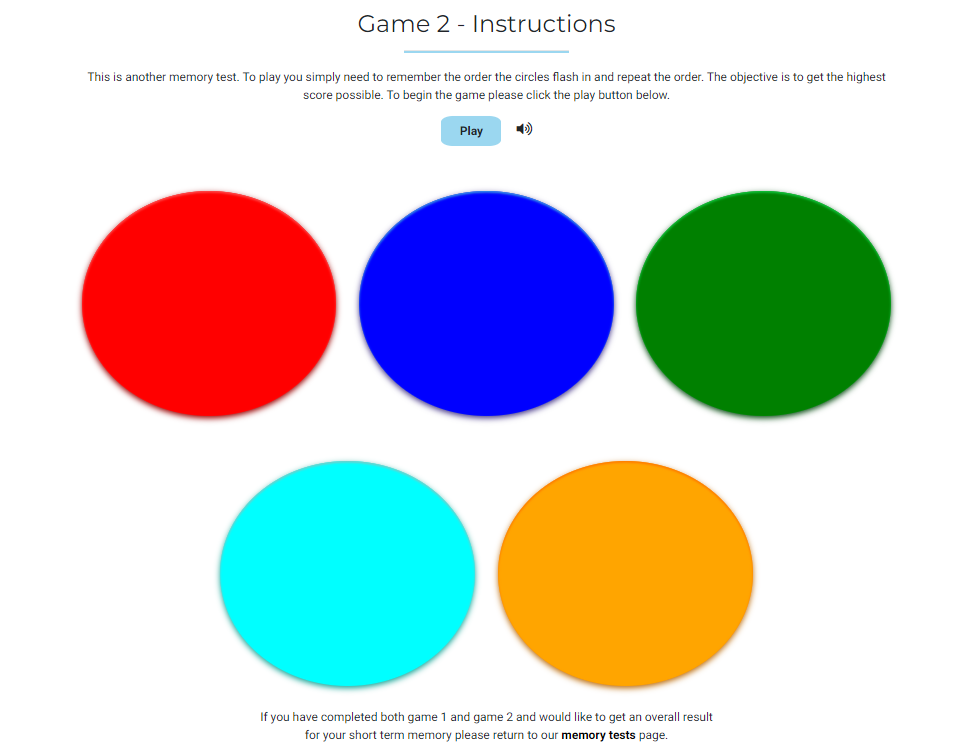 Game 2 - Instructions
This is another memory test. To play you simply need to remember the order the circles flash in and repeat the order. The objective is to get the highest
score possible. To begin the game please click the play button below.
Play
If you have completed both game 1 and game 2 and would like to get an overall result
for your short term memory please return to our memory tests page.